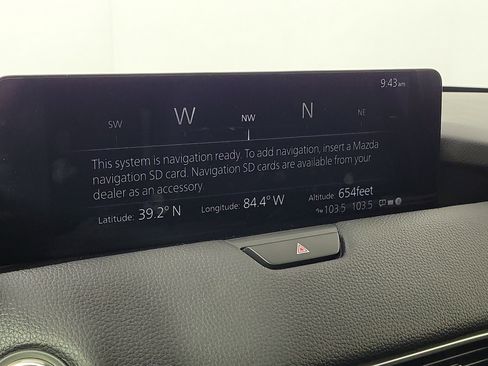 9:43am
SW W NW N NE
This system is navigation ready. To add navigation, insert a Mazda
navigation SD card. Navigation SD cards are available from your
dealer as an accessory.
Latitude: 39.2° N Longitude: 84.4° W Altitude: 654feet
103.5 103.5